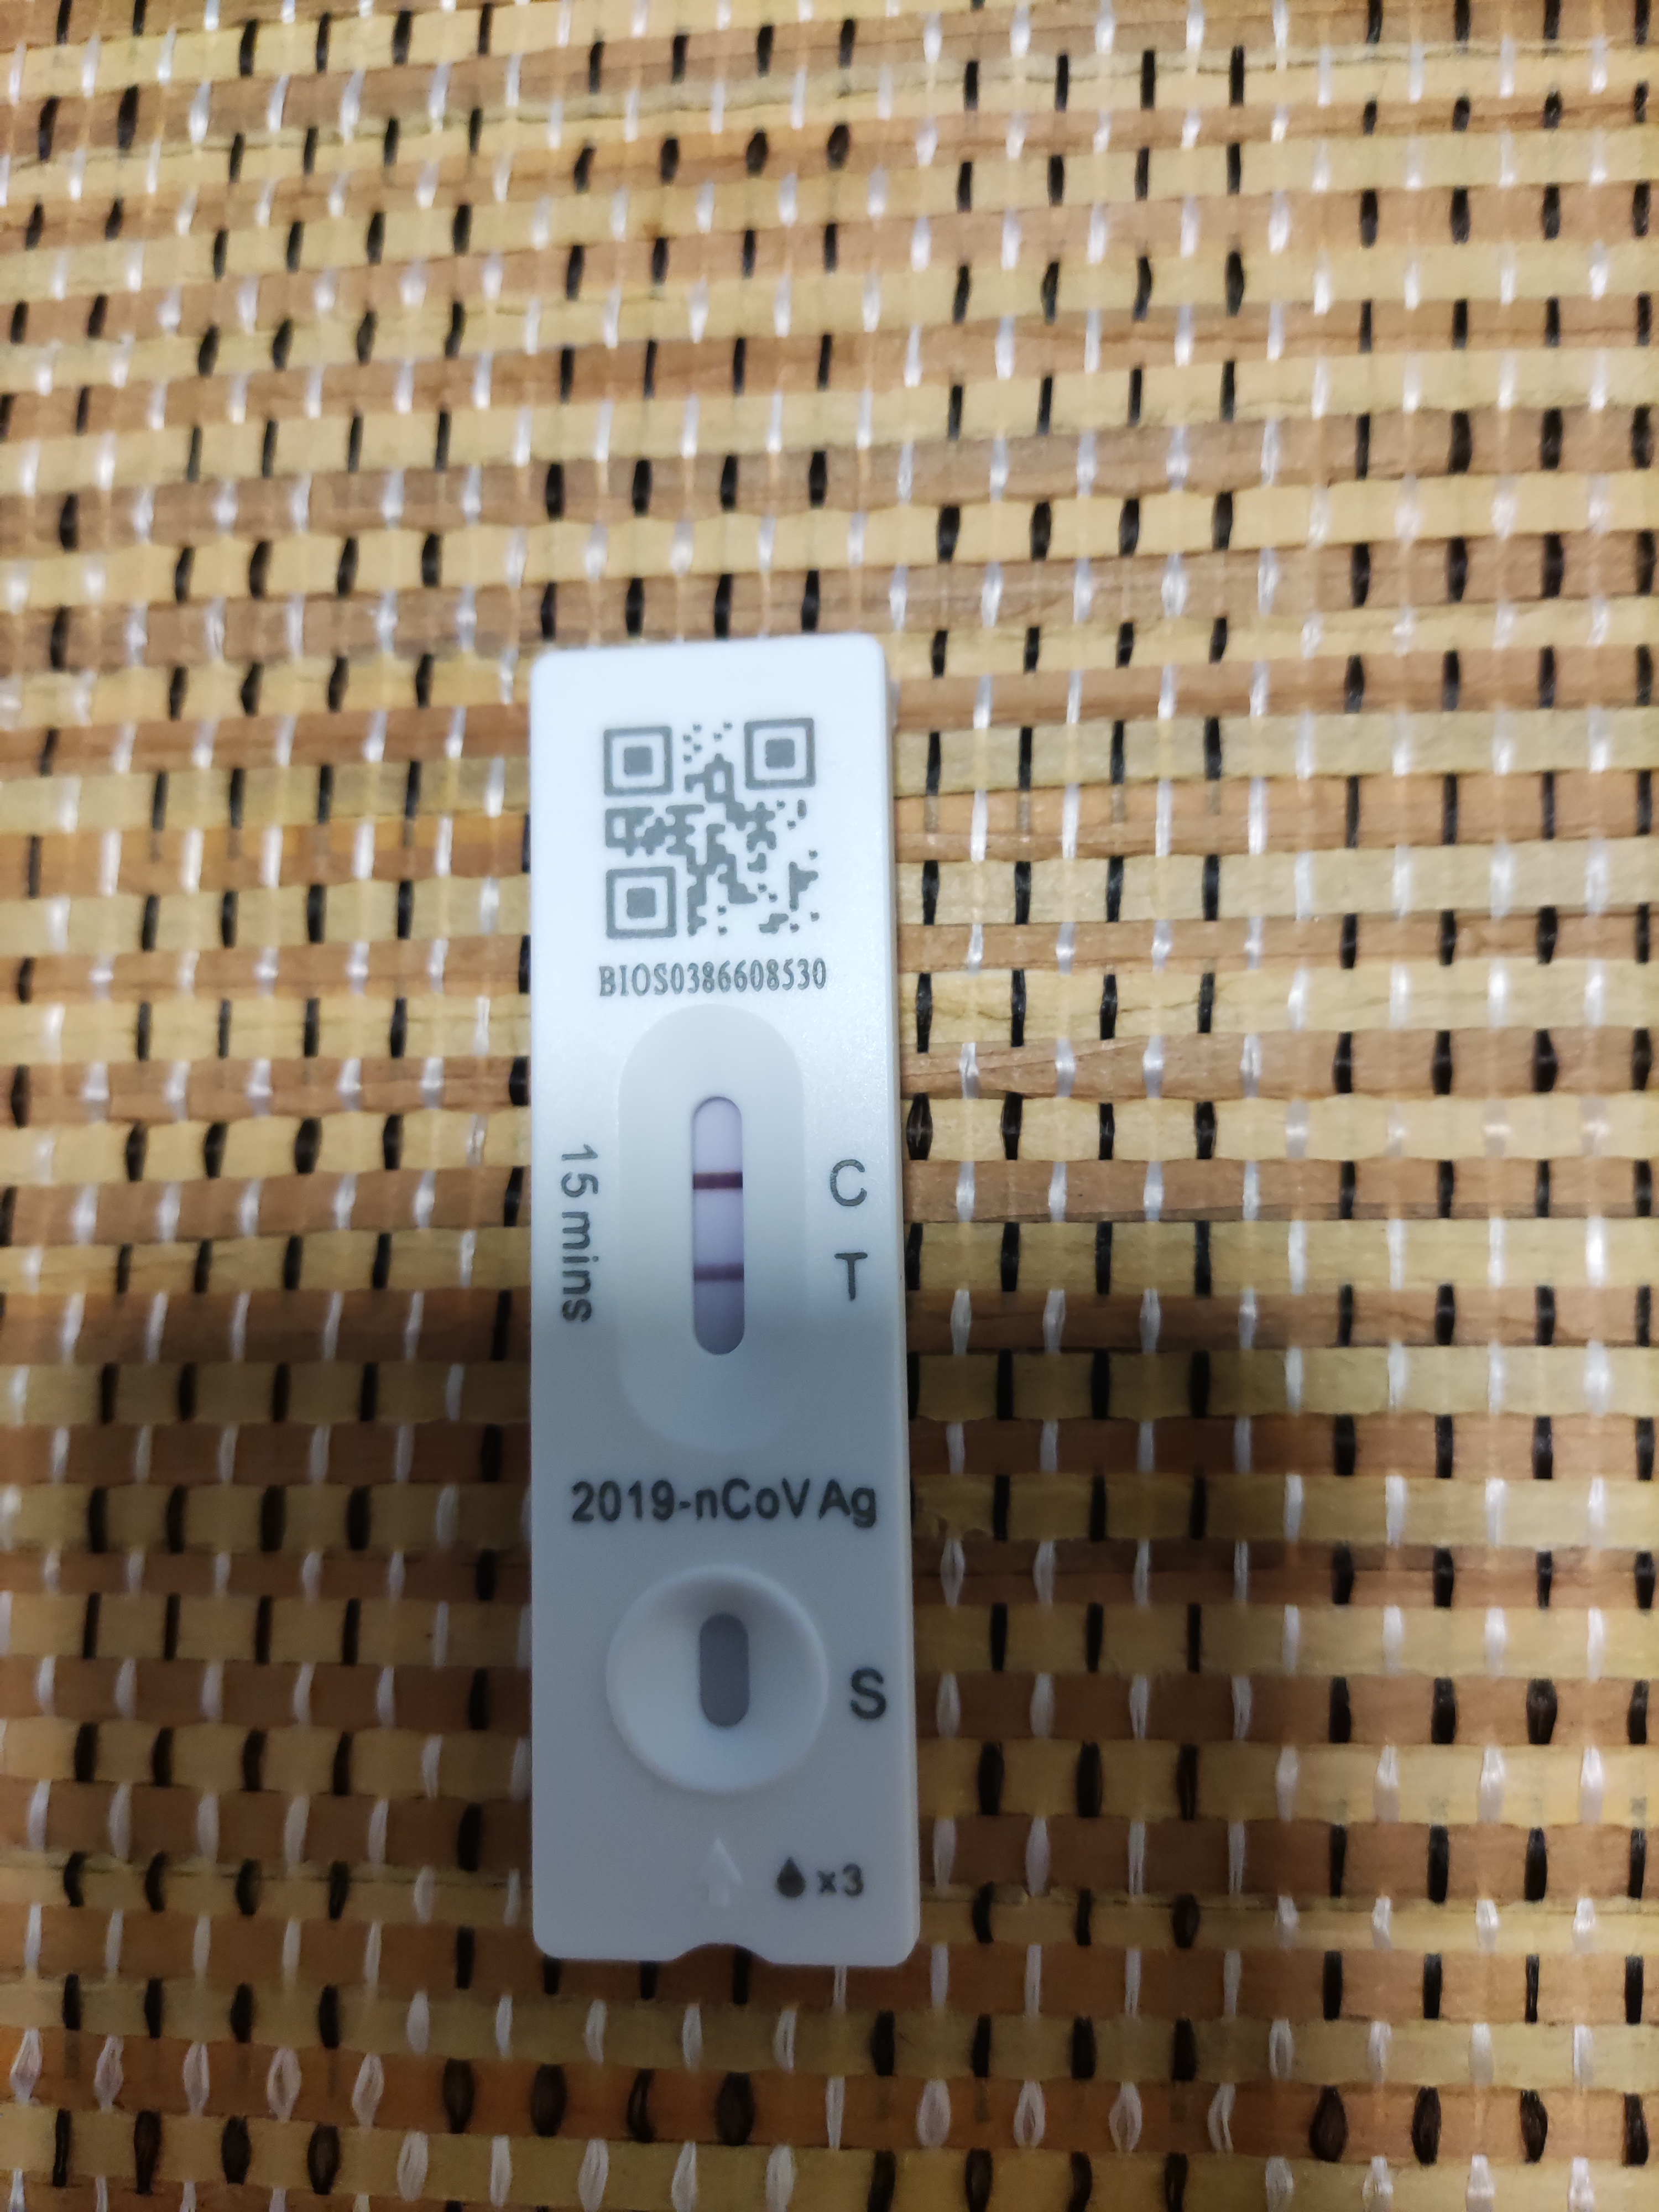 BIOS0386608530
15 mins
C
T
2019-nCoV Ag
S
x3